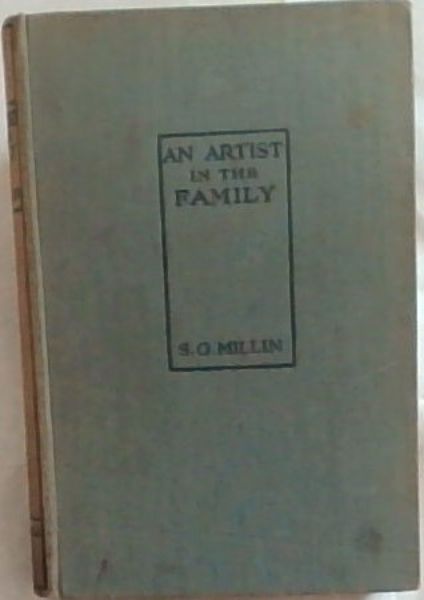 AN ARTIST
IN THE
FAMILY
S. G. MILLIN